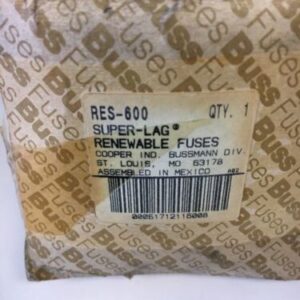 Buss Fuses
RES-600 QTY. 1
SUPER-LAG®
RENEWABLE FUSES
COOPER IND. BUSSMANN DIV.
ST. LOUIS, MO 63178
ASSEMBLED IN MEXICO